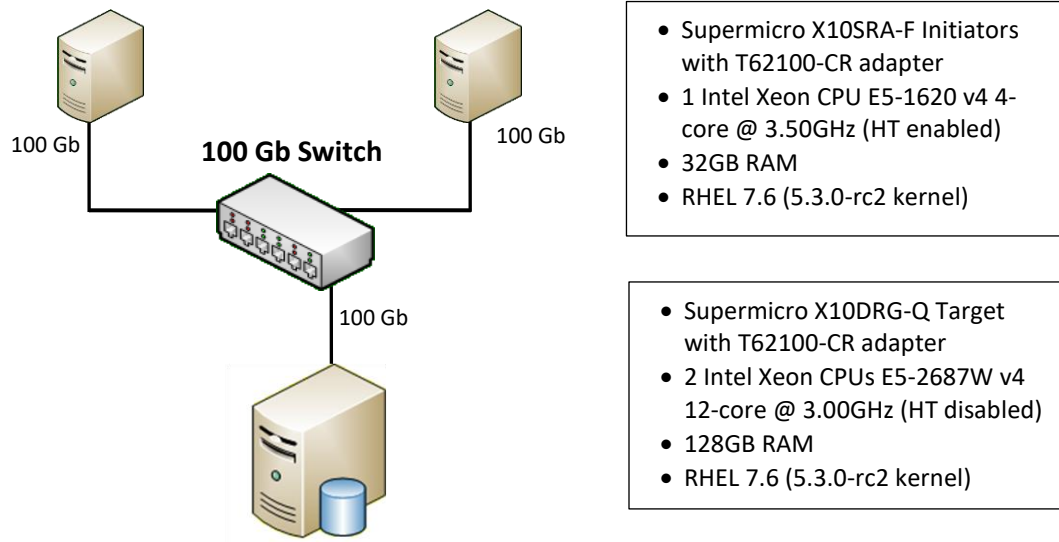 100 Gb
100 Gb
100 Gb Switch
100 Gb
• Supermicro X10SRA-F Initiators
with T62100-CR adapter
• 1 Intel Xeon CPU E5-1620 v4 4-
core @ 3.50GHz (HT enabled)
• 32GB RAM
• RHEL 7.6 (5.3.0-rc2 kernel)
• Supermicro X10DRG-Q Target
with T62100-CR adapter
• 2 Intel Xeon CPUs E5-2687W v4
12-core @ 3.00GHz (HT disabled)
• 128GB RAM
• RHEL 7.6 (5.3.0-rc2 kernel)